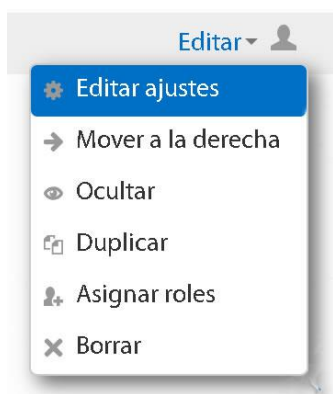 Editar
Editar ajustes
Mover a la derecha
Ocultar
Duplicar
Asignar roles
Borrar